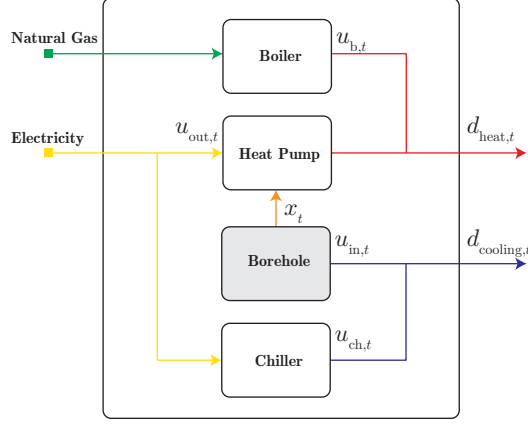 Natural Gas
u_b,t
Boiler
Electricity
u_out,t
d_heat,t
Heat Pump
x_t
u_in,t
d_cooling,t
Borehole
u_ch,t
Chiller